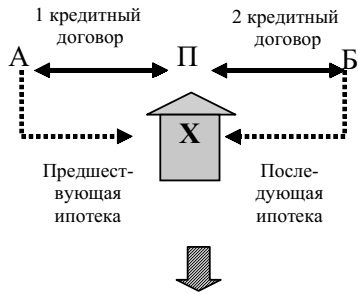 1 кредитный
договор
2 кредитный
договор
А
П
Б
Х
Предшест-
вующая
ипотека
После-
дующая
ипотека